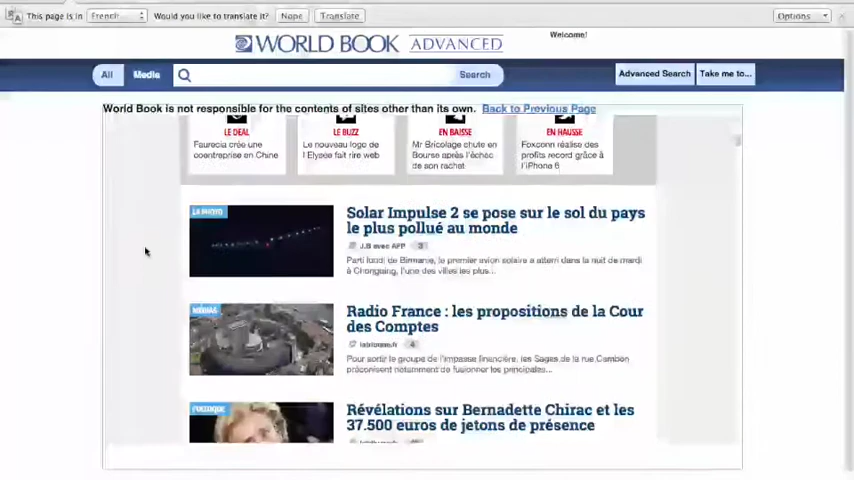 This page is in French Would you like to translate it? Nope Translate Options
WORLD BOOK ADVANCED
Welcome!
All Media Search Advanced Search Take me to...
World Book is not responsible for the contents of sites other than its own. Back to Previous Page
LE DEAL
Faurecia crée une
coentreprise en Chine
LE BUZZ
Le nouveau logo de
l'Elysée fait rire web
EN BAISSE
Mr Bricolage chute en
Bourse après l'échec
de son rachat
EN HAUSSE
Foxconn réalise des
profits record grâce à
l'iPhone 6
LA PHOTO
Solar Impulse 2 se pose sur le sol du pays
le plus pollué au monde
J.B avec AFP 3
Parti lundi de Birmanie, le premier avion solaire a atterri dans la nuit de mardi
à Chongqing, l'une des villes les plus...
MÉDIAS
Radio France : les propositions de la Cour
des Comptes
latribune.fr 4
Pour sortir le groupe de l'impasse financière, les Sages de la rue Cambon
préconisent notamment de fusionner les principales...
POLITIQUE
Révélations sur Bernadette Chirac et les
37.500 euros de jetons de présence